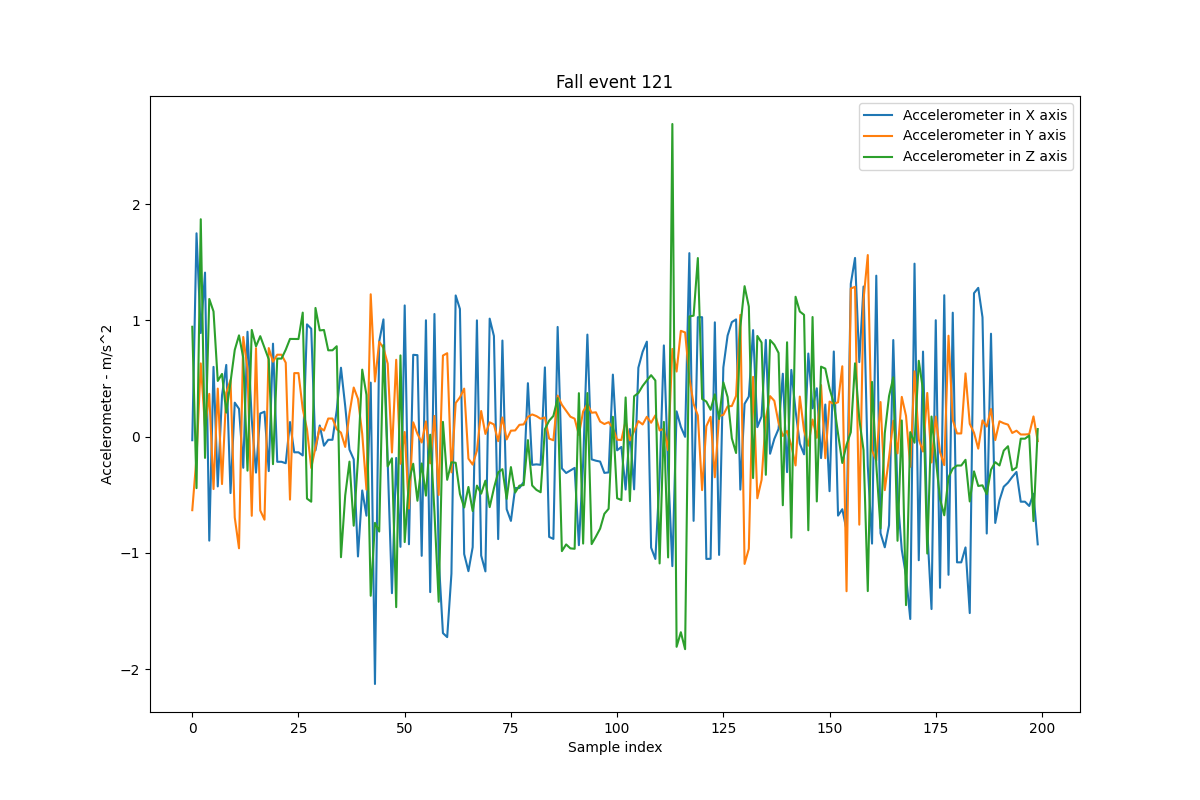 Fall event 121
Accelerometer in X axis
Accelerometer in Y axis
Accelerometer in Z axis
Accelerometer - m/s^2
2
1
0
−1
−2
0 25 50 75 100 125 150 175 200
Sample index